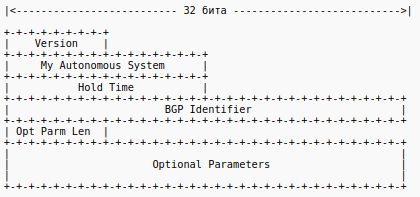 |<-------------------------- 32 бита --------------------------->|
+-+-+-+-+-+-+-+-+
|    Version    |
+-+-+-+-+-+-+-+-+-+-+-+-+-+-+-+-+
|     My Autonomous System      |
+-+-+-+-+-+-+-+-+-+-+-+-+-+-+-+-+
|           Hold Time           |
+-+-+-+-+-+-+-+-+-+-+-+-+-+-+-+-+-+-+-+-+-+-+-+-+-+-+-+-+-+-+-+-+
|                         BGP Identifier                        |
+-+-+-+-+-+-+-+-+-+-+-+-+-+-+-+-+-+-+-+-+-+-+-+-+-+-+-+-+-+-+-+-+
| Opt Parm Len  |
+-+-+-+-+-+-+-+-+-+-+-+-+-+-+-+-+-+-+-+-+-+-+-+-+-+-+-+-+-+-+-+-+
|                                                               |
|                       Optional Parameters                     |
|                                                               |
+-+-+-+-+-+-+-+-+-+-+-+-+-+-+-+-+-+-+-+-+-+-+-+-+-+-+-+-+-+-+-+-+